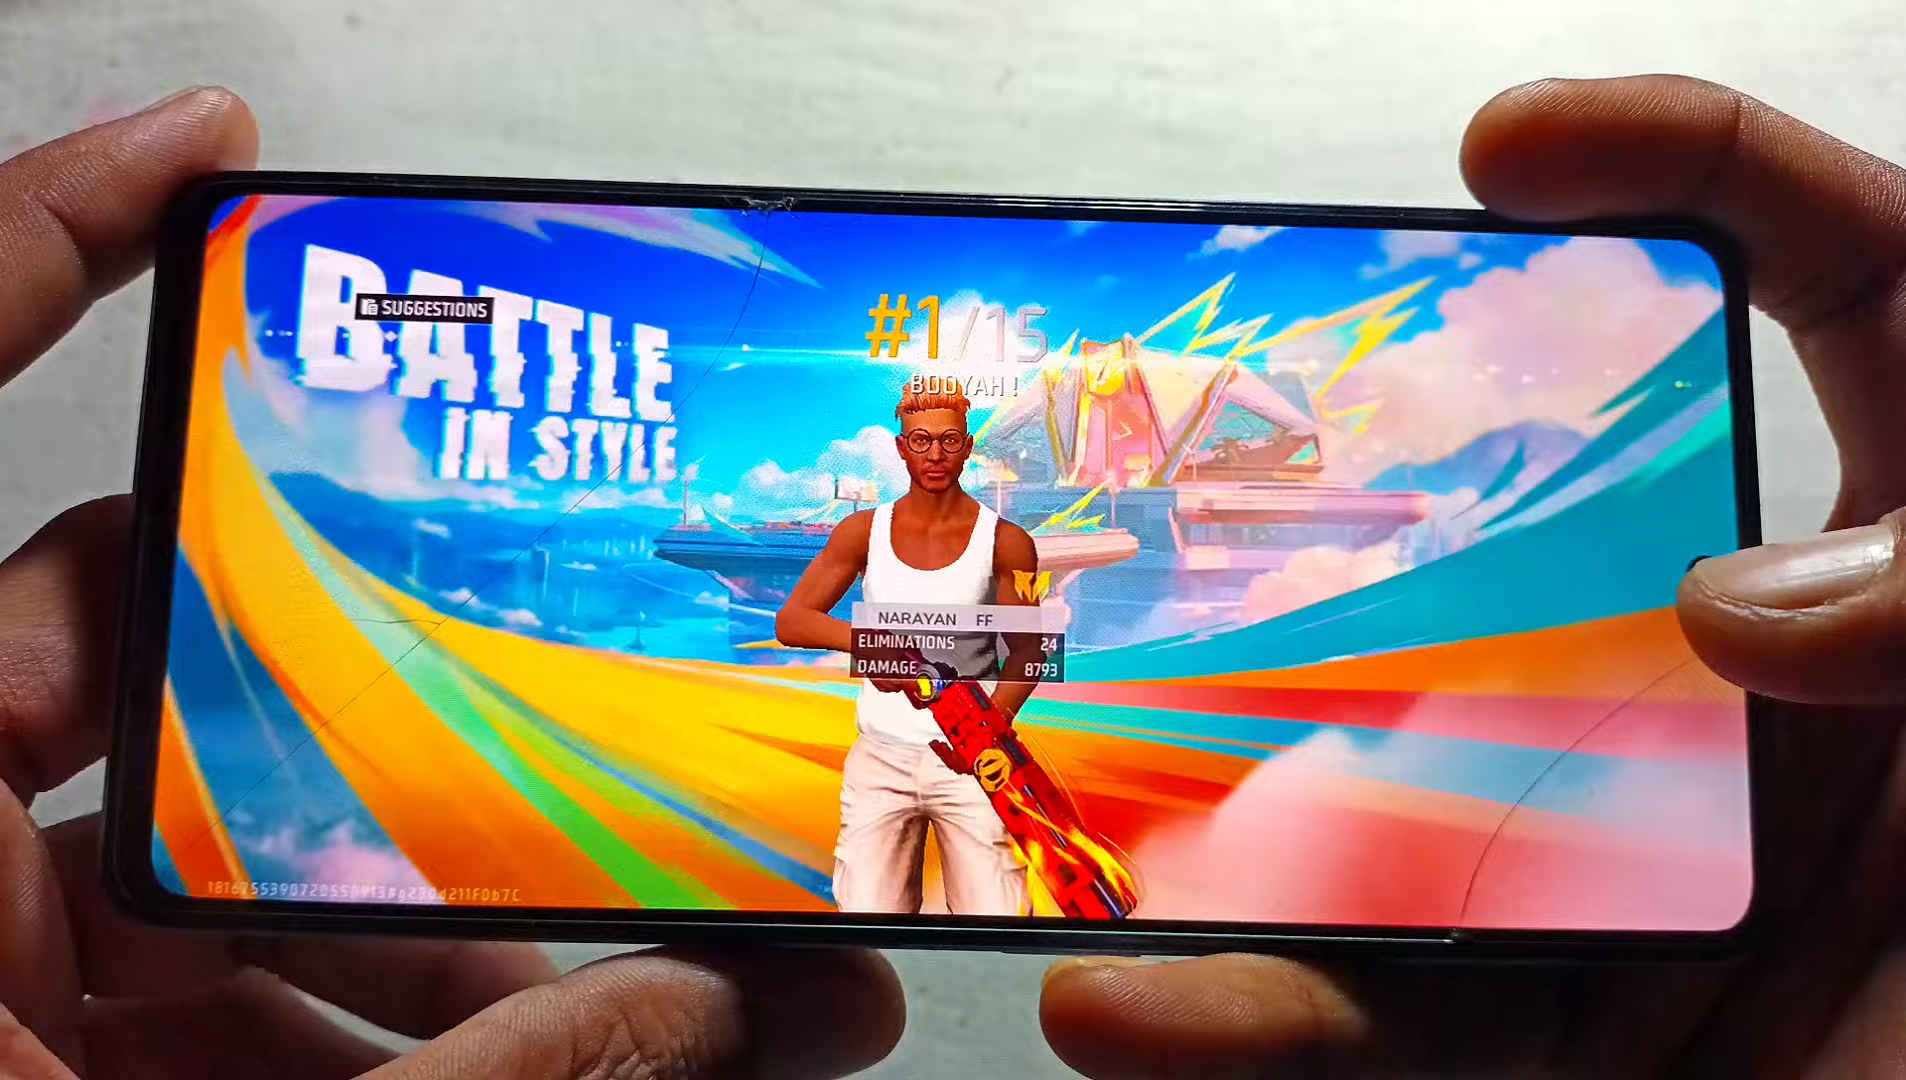 BATTLE
IN STYLE
SUGGESTIONS
#1/15
BOOYAH!
NARAYAN FF
ELIMINATIONS 24
DAMAGE 8793